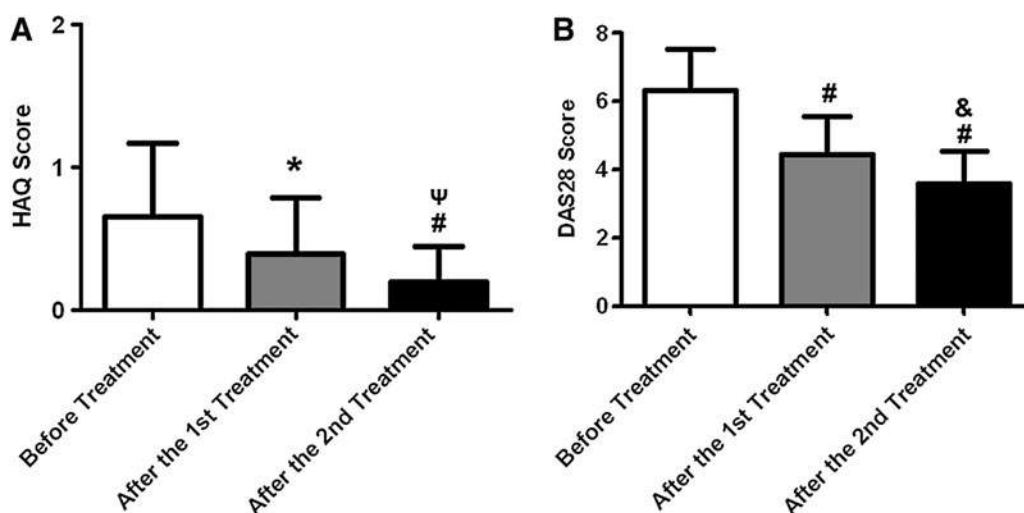 A
HAQ Score
2
1
0
*
Ψ
#
Before Treatment
After the 1st Treatment
After the 2nd Treatment
B
DAS28 Score
8
6
4
2
0
#
&
#
Before Treatment
After the 1st Treatment
After the 2nd Treatment